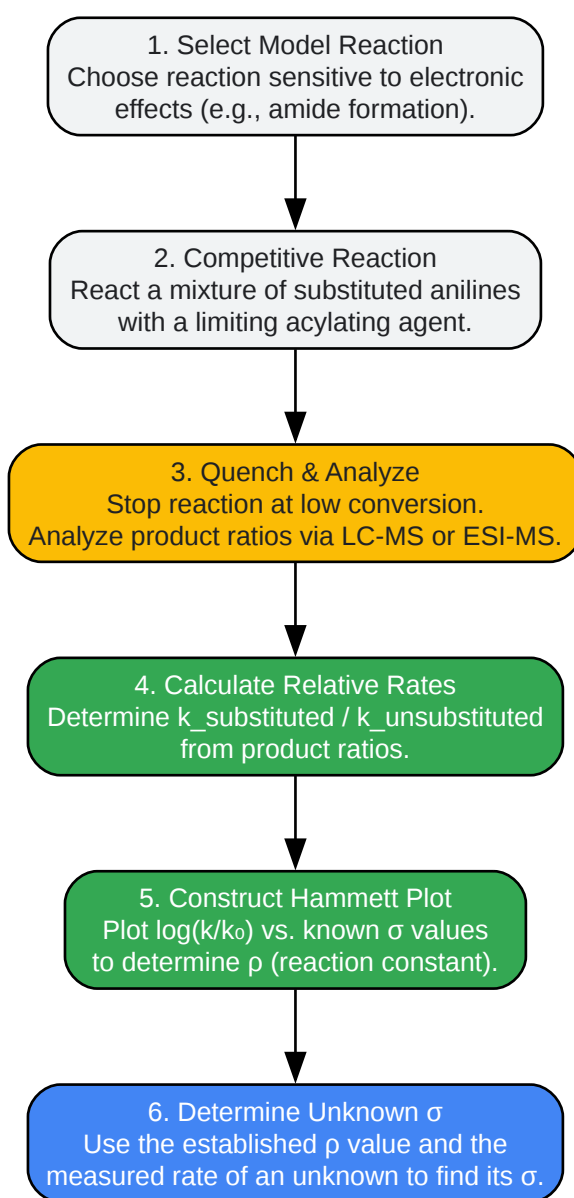 1. Select Model Reaction
Choose reaction sensitive to electronic
effects (e.g., amide formation).
2. Competitive Reaction
React a mixture of substituted anilines
with a limiting acylating agent.
3. Quench & Analyze
Stop reaction at low conversion.
Analyze product ratios via LC-MS or ESI-MS.
4. Calculate Relative Rates
Determine k_substituted / k_unsubstituted
from product ratios.
5. Construct Hammett Plot
Plot log(k/k₀) vs. known σ values
to determine ρ (reaction constant).
6. Determine Unknown σ
Use the established ρ value and the
measured rate of an unknown to find its σ.